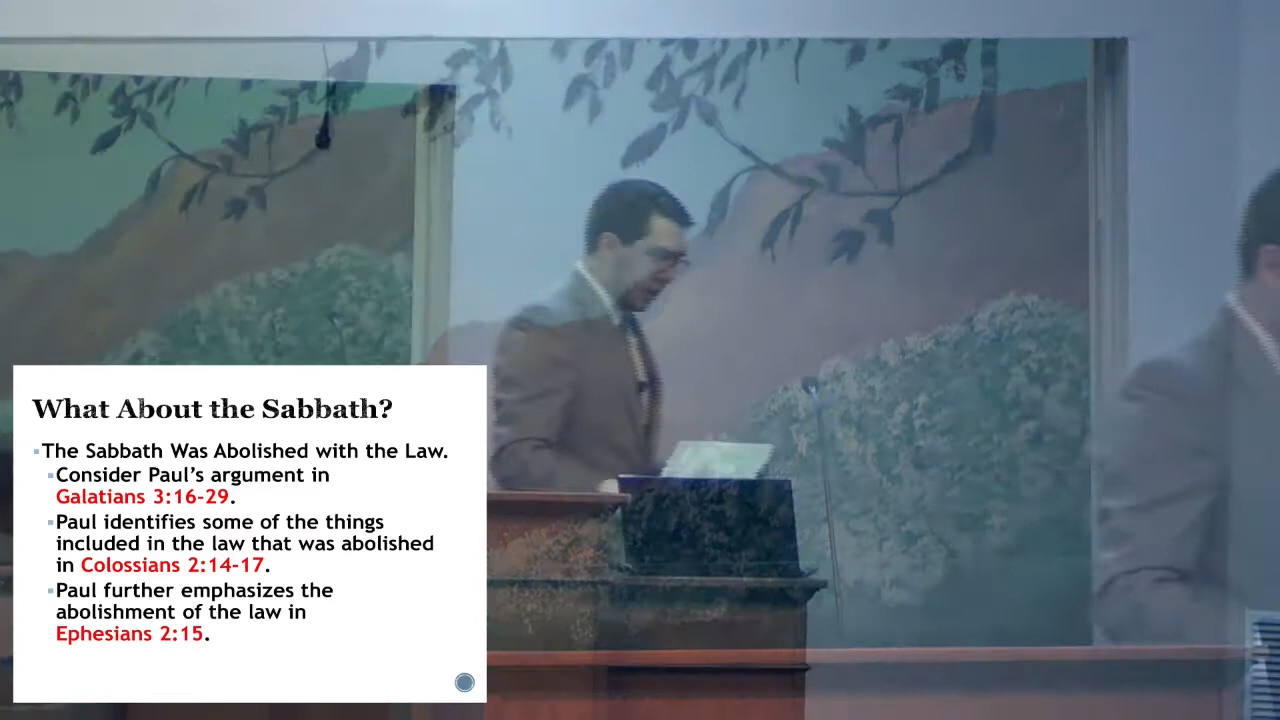 What About the Sabbath?
The Sabbath Was Abolished with the Law.
Consider Paul's argument in
Galatians 3:16-29.
Paul identifies some of the things
included in the law that was abolished
in Colossians 2:14-17.
Paul further emphasizes the
abolishment of the law in
Ephesians 2:15.